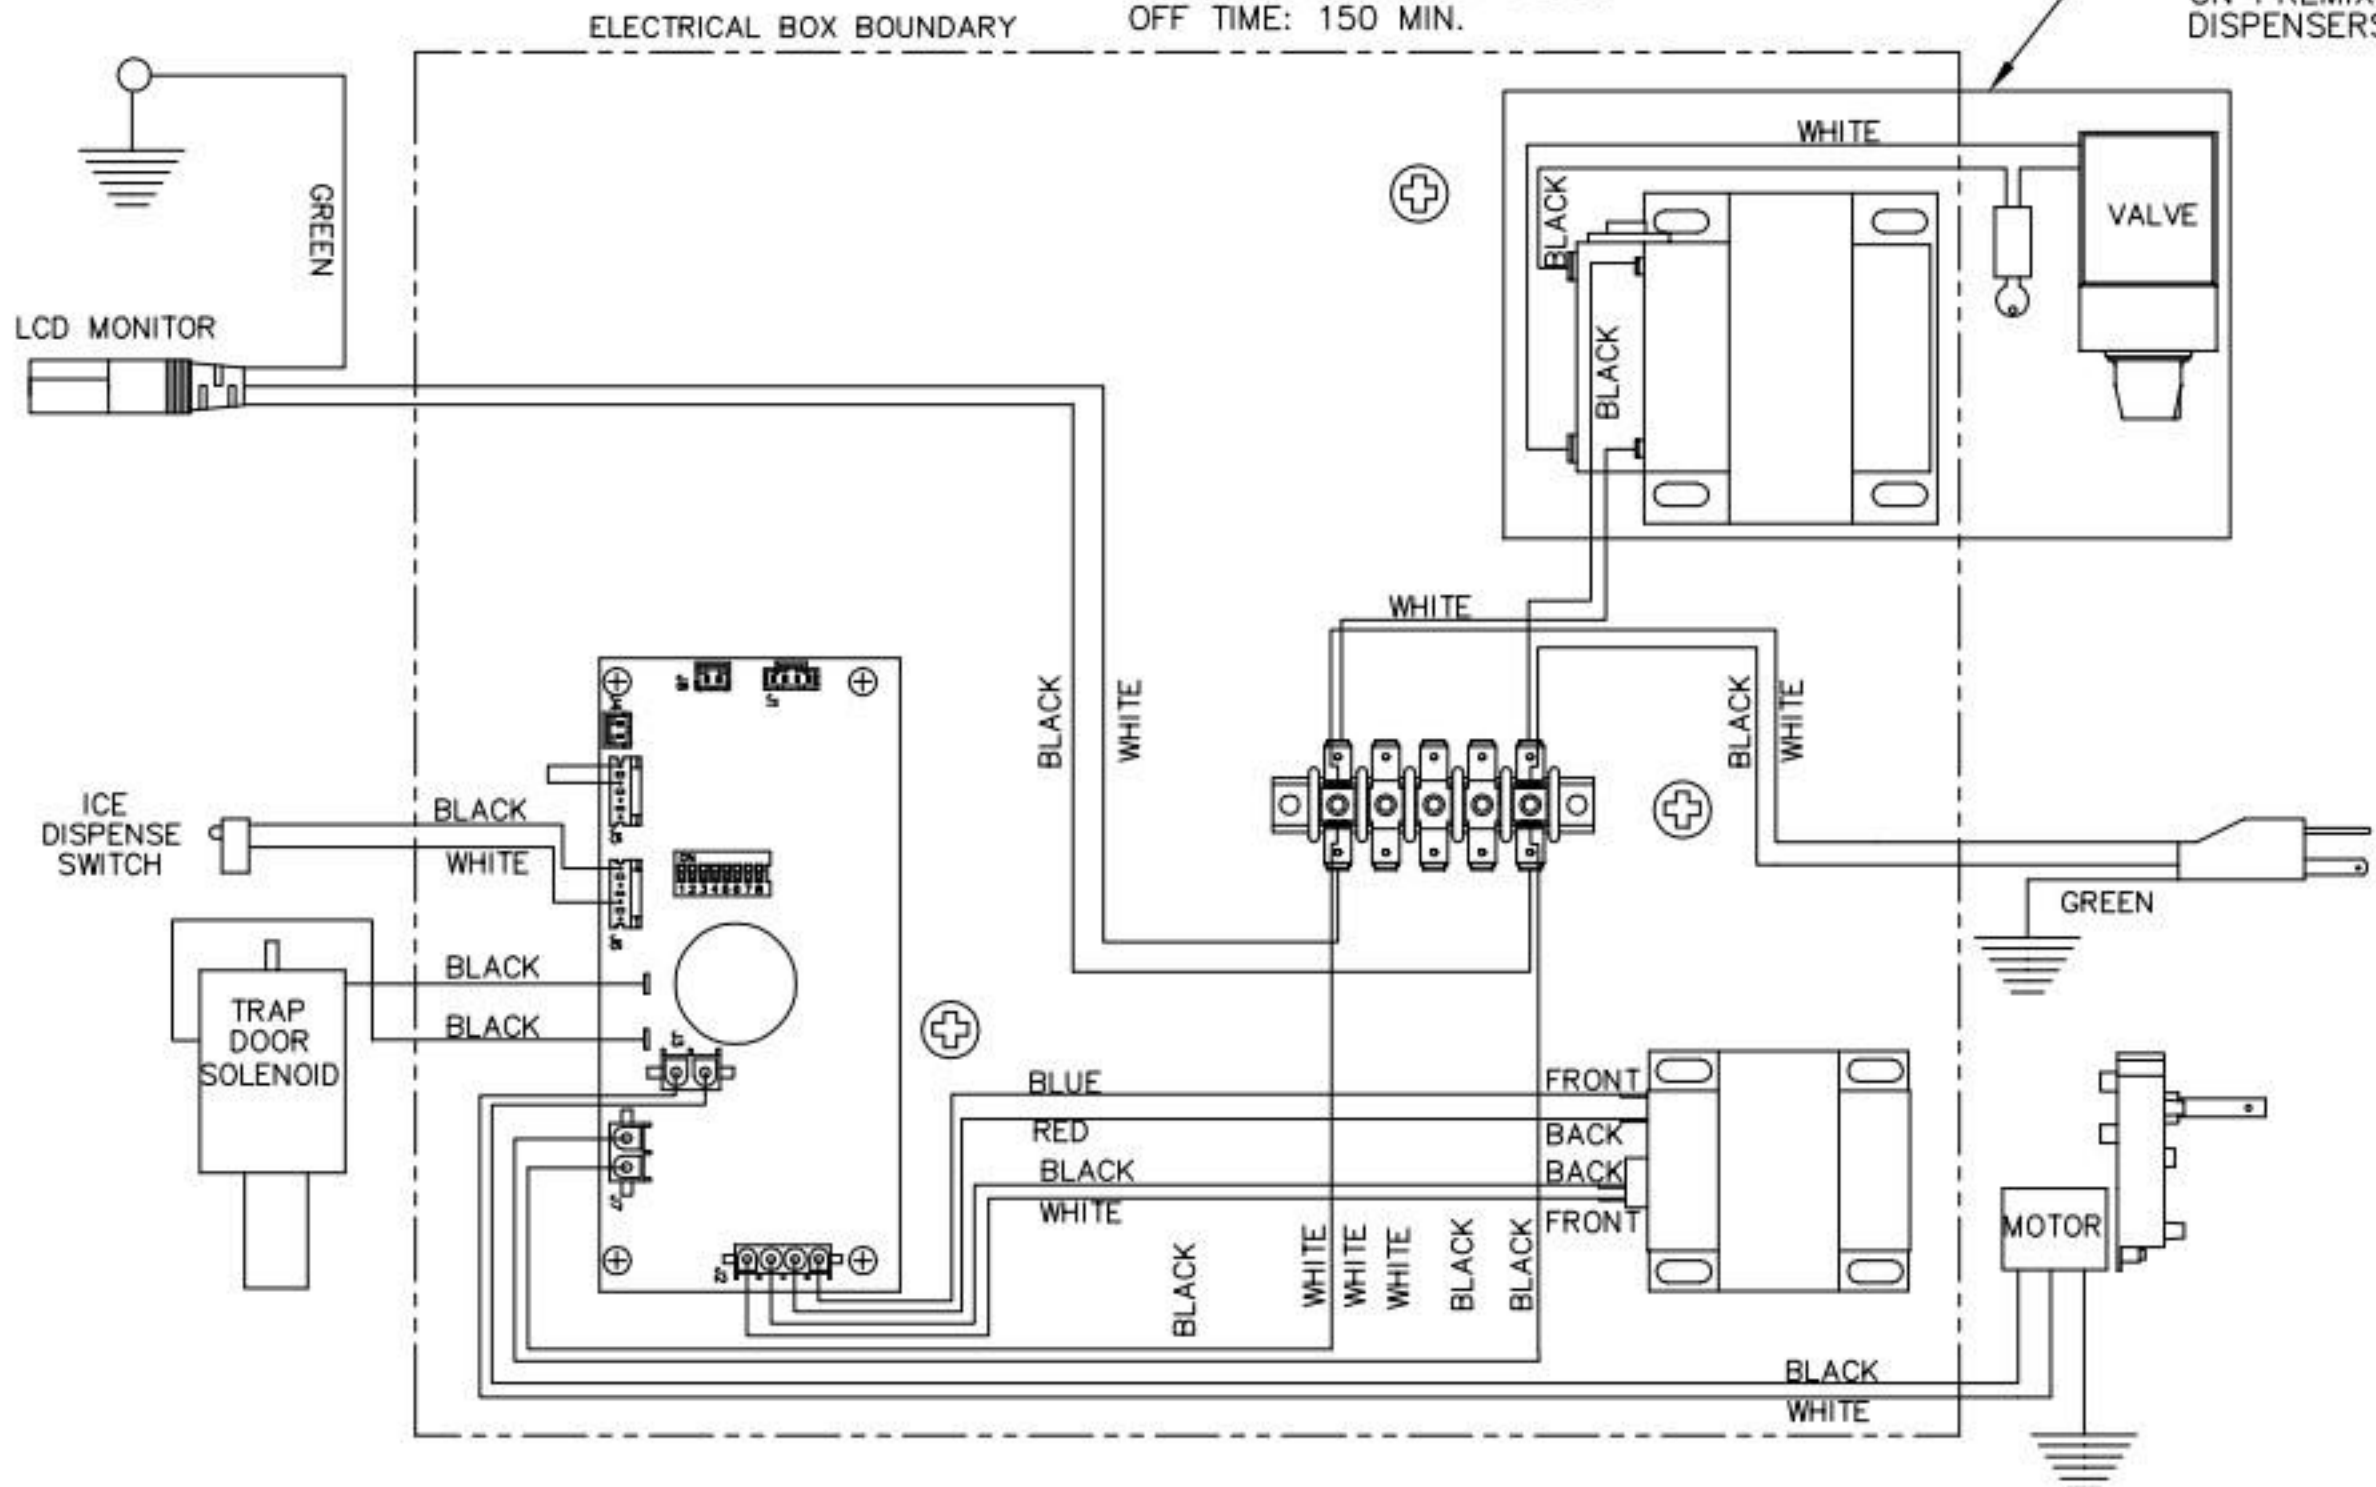 ELECTRICAL BOX BOUNDARY
OFF TIME: 150 MIN.
DISPENSERS
GREEN
LCD MONITOR
WHITE
BLACK
BLACK
VALVE
WHITE
BLACK
WHITE
BLACK
WHITE
ICE
DISPENSE
SWITCH
BLACK
WHITE
ON
12345678
GREEN
BLACK
BLACK
TRAP
DOOR
SOLENOID
BLUE
RED
BLACK
WHITE
FRONT
BACK
BACK
FRONT
BLACK
WHITE
WHITE
WHITE
BLACK
BLACK
MOTOR
BLACK
WHITE